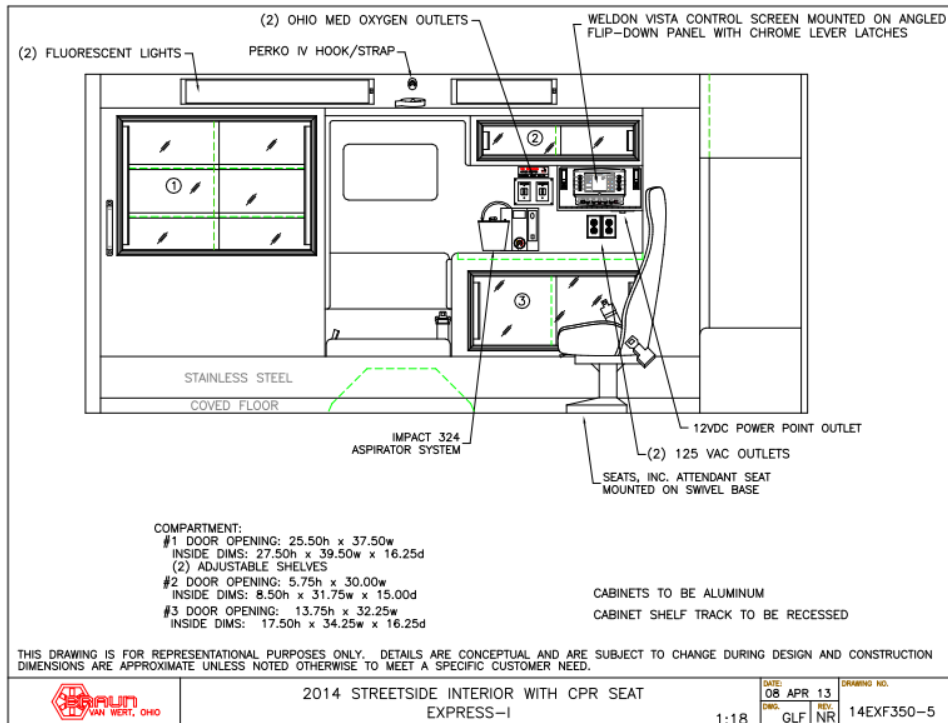 (2) OHIO MED OXYGEN OUTLETS
WELDON VISTA CONTROL SCREEN MOUNTED ON ANGLED
FLIP-DOWN PANEL WITH CHROME LEVER LATCHES
(2) FLUORESCENT LIGHTS
PERKO IV HOOK/STRAP
1
2
3
STAINLESS STEEL
COVED FLOOR
IMPACT 324
ASPIRATOR SYSTEM
12VDC POWER POINT OUTLET
(2) 125 VAC OUTLETS
SEATS, INC. ATTENDANT SEAT
MOUNTED ON SWIVEL BASE
COMPARTMENT:
#1 DOOR OPENING: 25.50h x 37.50w
INSIDE DIMS: 27.50h x 39.50w x 16.25d
(2) ADJUSTABLE SHELVES
#2 DOOR OPENING: 5.75h x 30.00w
INSIDE DIMS: 8.50h x 31.75w x 15.00d
#3 DOOR OPENING: 13.75h x 32.25w
INSIDE DIMS: 17.50h x 34.25w x 16.25d
CABINETS TO BE ALUMINUM
CABINET SHELF TRACK TO BE RECESSED
THIS DRAWING IS FOR REPRESENTATIONAL PURPOSES ONLY. DETAILS ARE CONCEPTUAL AND ARE SUBJECT TO CHANGE DURING DESIGN AND CONSTRUCTION
DIMENSIONS ARE APPROXIMATE UNLESS NOTED OTHERWISE TO MEET A SPECIFIC CUSTOMER NEED.
BRAUN
VAN WERT, OHIO
2014 STREETSIDE INTERIOR WITH CPR SEAT
EXPRESS-I
1:18
DATE:
08 APR 13
DWG.
GLF
REV.
NR
DRAWING NO.
14EXF350-5